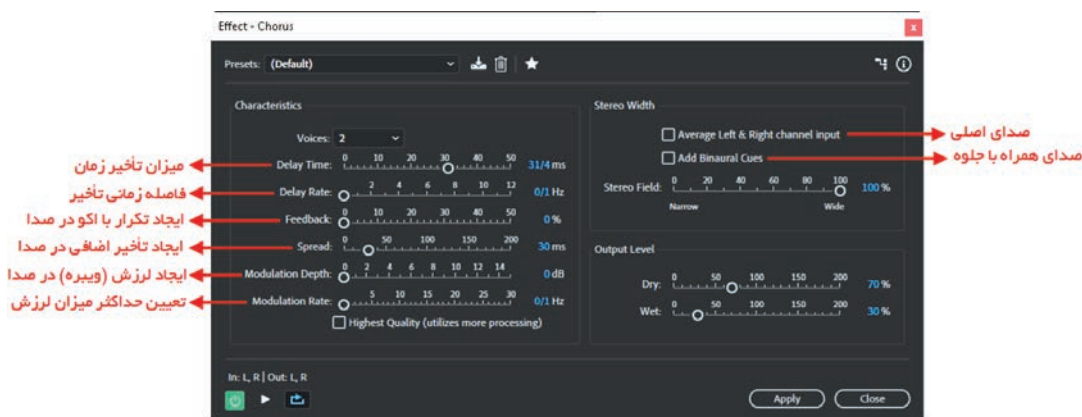 Effect - Chorus
x
Presets: (Default)
Characteristics
Voices: 2
میزان تأخیر زمان
Delay Time: 0 10 20 30 40 50 31/4 ms
فاصله زمانی تأخیر
Delay Rate: 2 4 6 8 10 12 0/1 Hz
ایجاد تکرار با اکو در صدا
Feedback: 0 10 20 30 40 50 0 %
ایجاد تأخیر اضافی در صدا
Spread: 0 50 100 150 200 30 ms
ایجاد لرزش (ویبره) در صدا
Modulation Depth: 0 2 4 6 8 10 12 14 0 dB
تعیین حداکثر میزان لرزش
Modulation Rate: 5 10 15 20 25 30 0/1 Hz
Highest Quality (utilizes more processing)
Stereo Width
Average Left & Right channel input
صدای اصلی
Add Binaural Cues
صدای همراه با جلوه
Stereo Field: 0 20 40 60 80 100 100 %
Narrow Wide
Output Level
Dry: 0 50 100 150 200 70 %
Wet: 0 50 100 150 200 30 %
In: L, R | Out: L, R
Apply Close